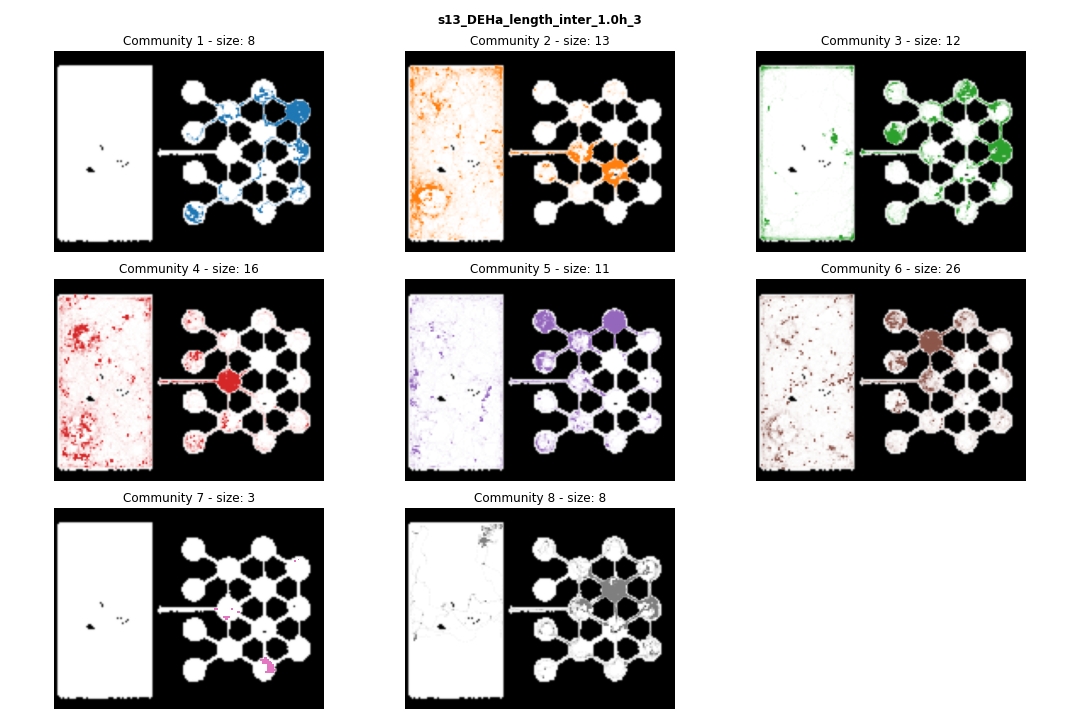 s13_DEHa_length_inter_1.0h_3
Community 1 - size: 8
Community 2 - size: 13
Community 3 - size: 12
Community 4 - size: 16
Community 5 - size: 11
Community 6 - size: 26
Community 7 - size: 3
Community 8 - size: 8